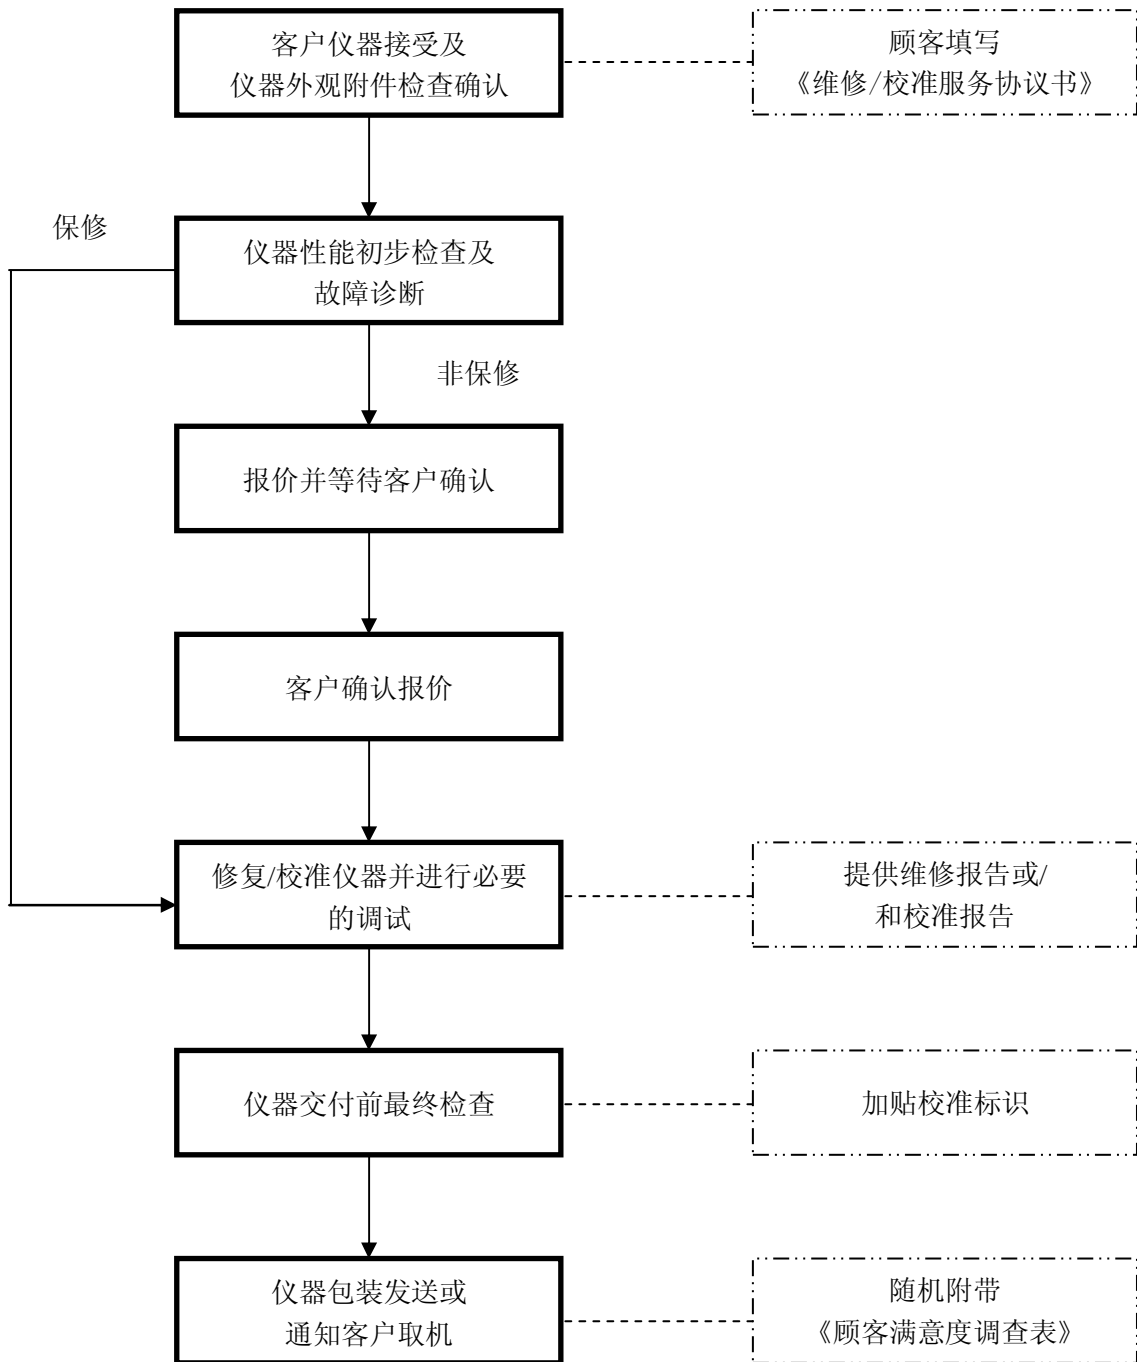 客户仪器接受及
仪器外观附件检查确认
顾客填写
《维修/校准服务协议书》
保修
仪器性能初步检查及
故障诊断
非保修
报价并等待客户确认
客户确认报价
修复/校准仪器并进行必要
的调试
提供维修报告或/
和校准报告
仪器交付前最终检查
加贴校准标识
仪器包装发送或
通知客户取机
随机附带
《顾客满意度调查表》